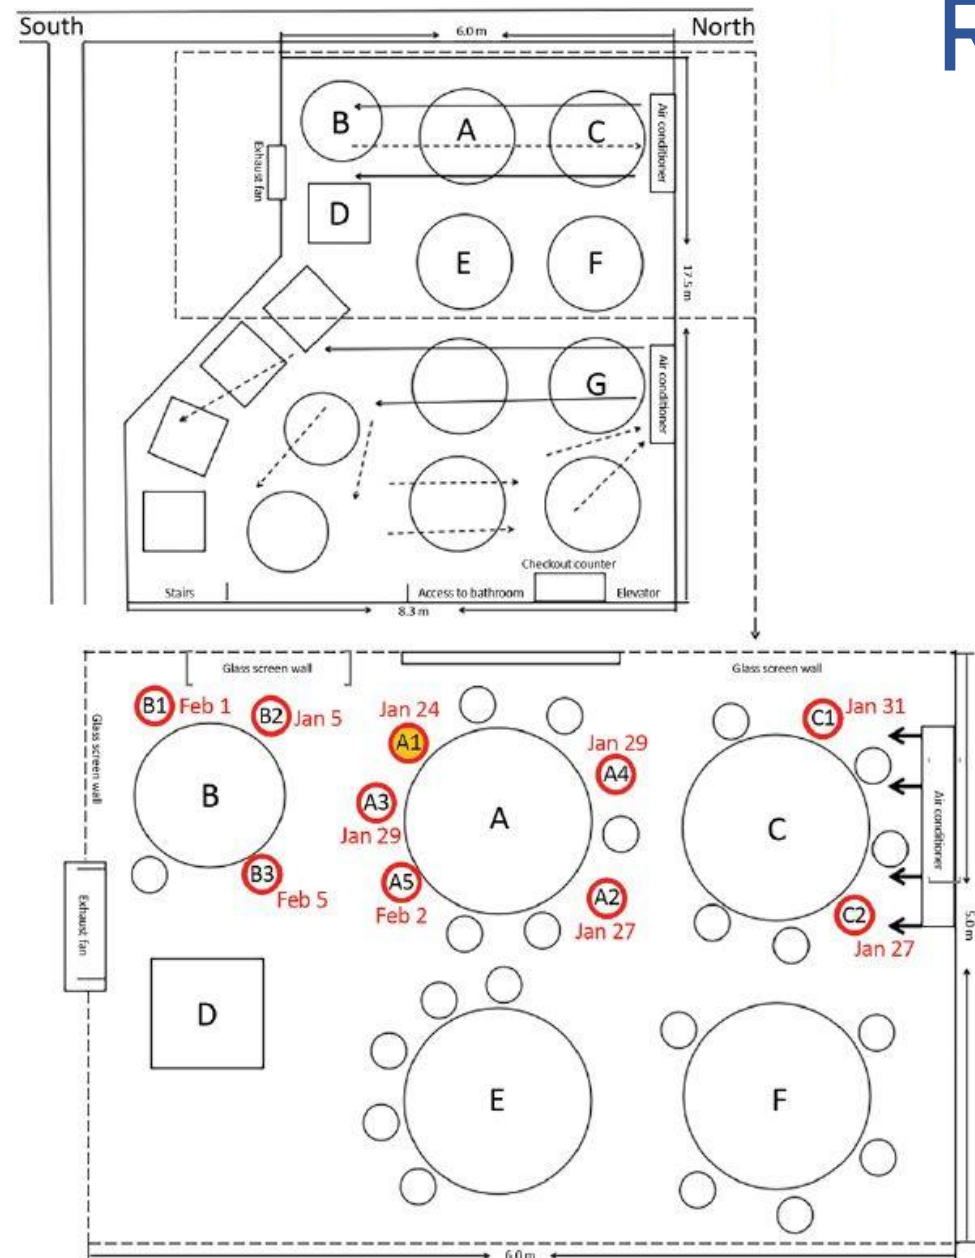 R
South
North
6.0 m
B
A
C
Air conditioner
Exhaust fan
D
E
F
17.5 m
G
Air conditioner
Checkout counter
Stairs
Access to bathroom
Elevator
8.3 m
Glass screen wall
Glass screen wall
B1 Feb 1
B2 Jan 5
Jan 24
A1
C1 Jan 31
Glass screen wall
Jan 29
A4
B
A3
Jan 29
A
C
Air conditioner
B3
Feb 5
A5
Feb 2
A2
Jan 27
C2
Jan 27
Exhaust fan
5.0 m
D
E
F
6.0 m